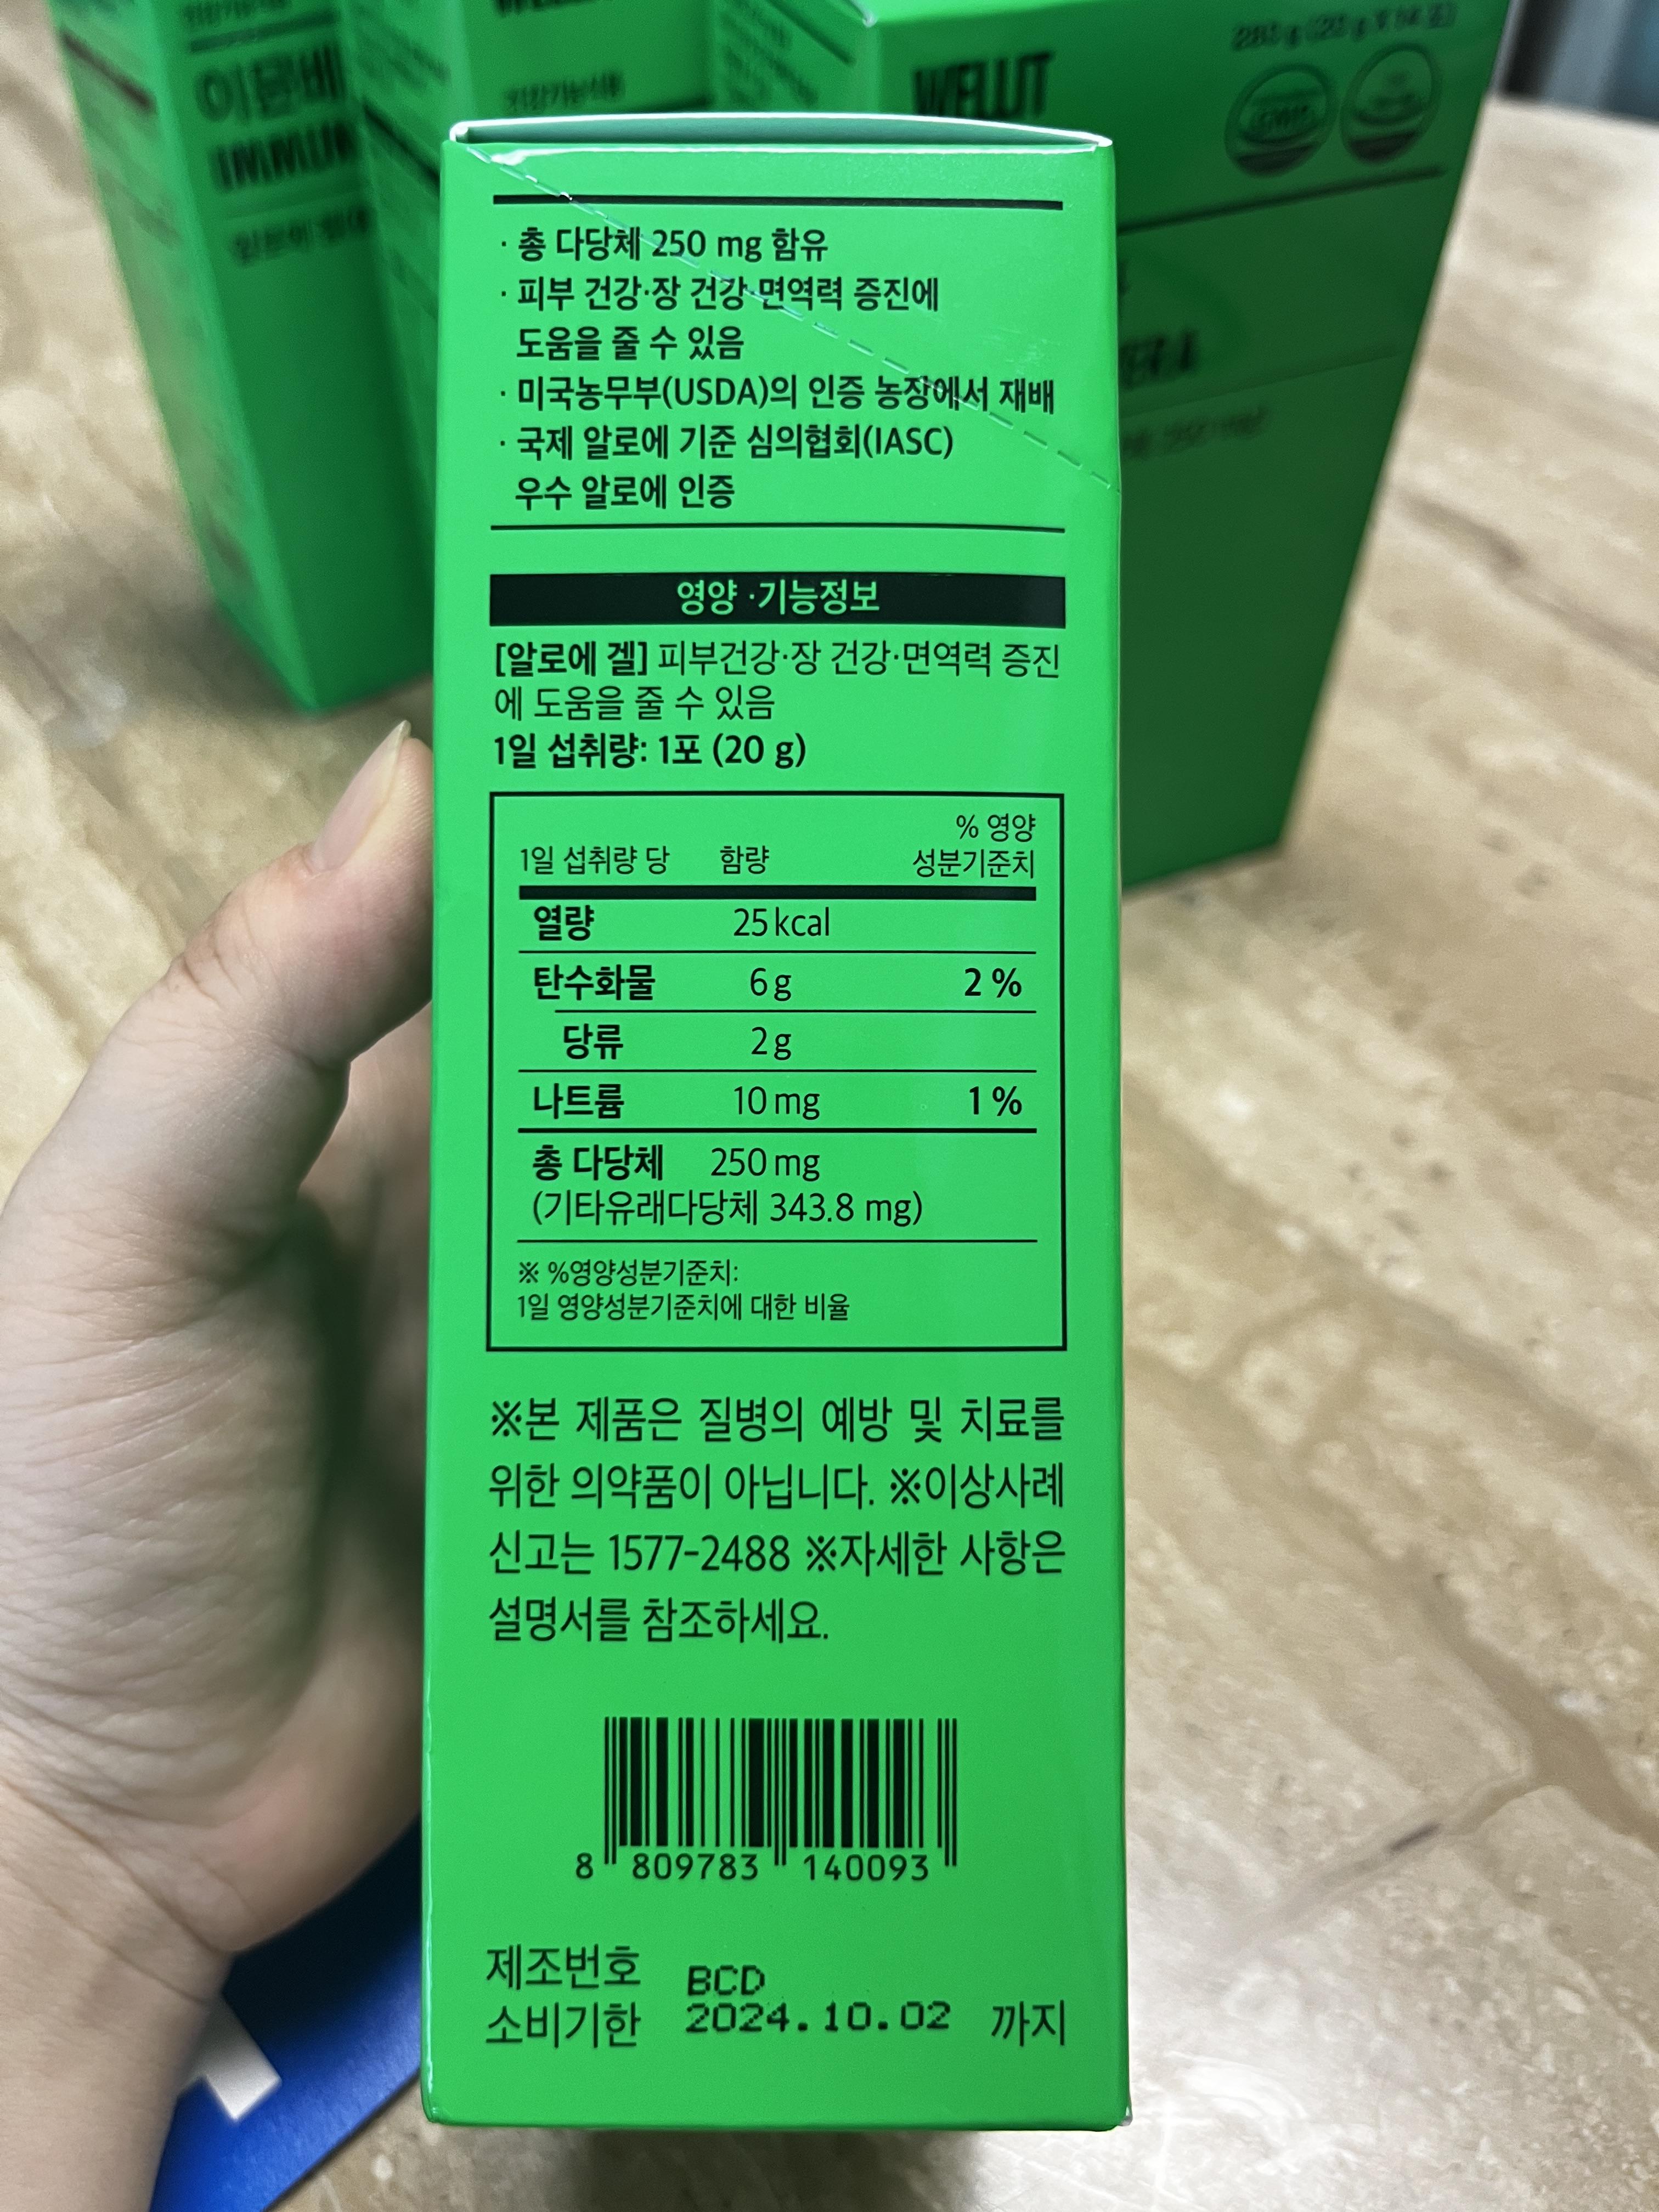 WELLIT
IMMUN
· 총 다당체 250 mg 함유
· 피부 건강·장 건강·면역력 증진에
도움을 줄 수 있음
· 미국농무부(USDA)의 인증 농장에서 재배
· 국제 알로에 기준 심의협회(IASC)
우수 알로에 인증
영양 ·기능정보
[알로에 겔] 피부건강·장 건강·면역력 증진
에 도움을 줄 수 있음
1일 섭취량: 1포 (20 g)
1일 섭취량 당 함량 % 영양
성분기준치
열량 25 kcal
탄수화물 6 g 2 %
당류 2 g
나트륨 10 mg 1 %
총 다당체 250 mg
(기타유래다당체 343.8 mg)
※ %영양성분기준치:
1일 영양성분기준치에 대한 비율
※본 제품은 질병의 예방 및 치료를
위한 의약품이 아닙니다. ※이상사례
신고는 1577-2488 ※자세한 사항은
설명서를 참조하세요.
8 809783 140093
제조번호 BCD
소비기한 2024.10.02 까지